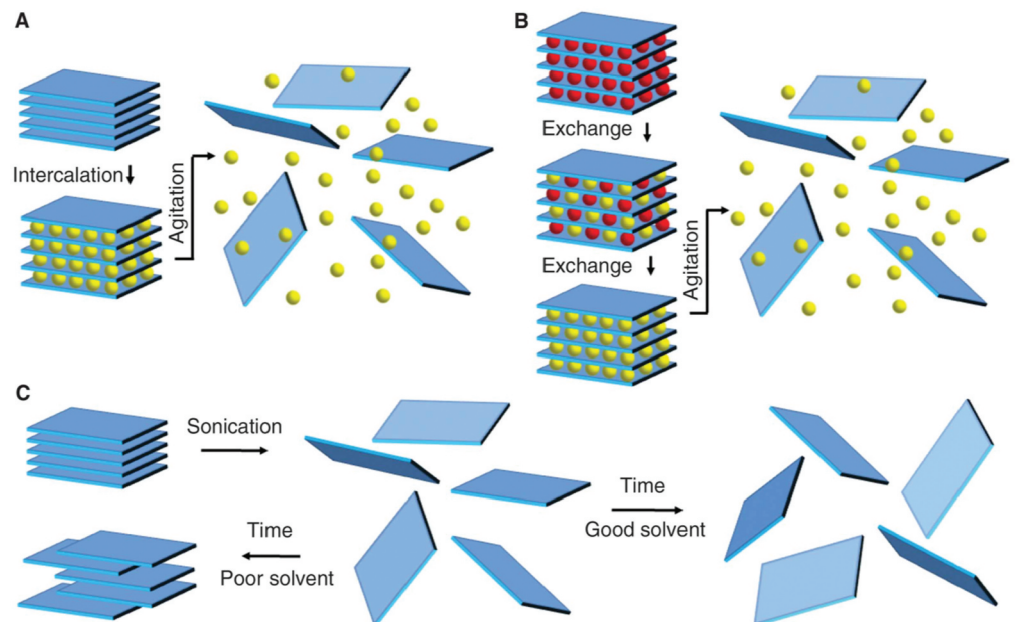 A
B
Intercalation
Agitation
Exchange
Exchange
Agitation
C
Sonication
Time
Good solvent
Time
Poor solvent